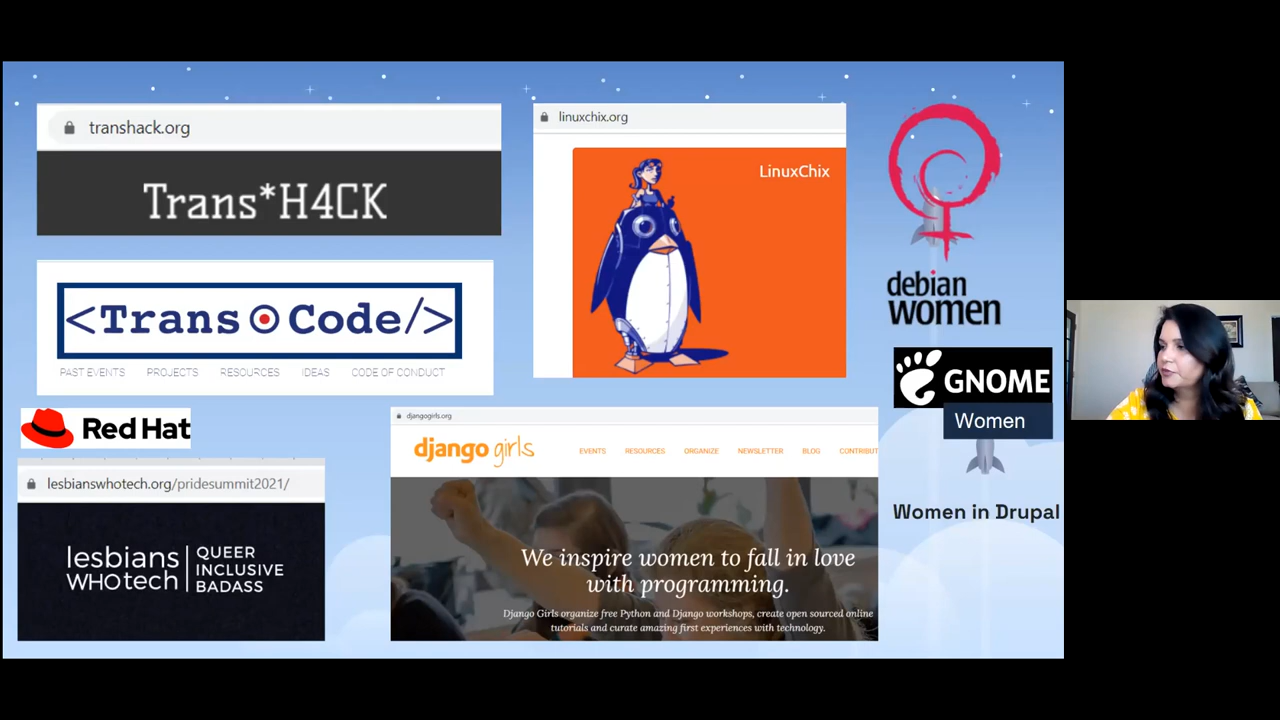 transhack.org
Trans*H4CK
<Trans Code/>
PAST EVENTS PROJECTS RESOURCES IDEAS CODE OF CONDUCT
Red Hat
lesbianswhotech.org/pridesummit2021/
lesbians WHOtech
QUEER
INCLUSIVE
BADASS
linuxchix.org
LinuxChix
djangogirls.org
django girls
EVENTS RESOURCES ORGANIZE NEWSLETTER BLOG CONTRIBUT
We inspire women to fall in love
with programming.
Django Girls organize free Python and Django workshops, create open sourced online
tutorials and curate amazing first experiences with technology.
debian
women
GNOME
Women
Women in Drupal